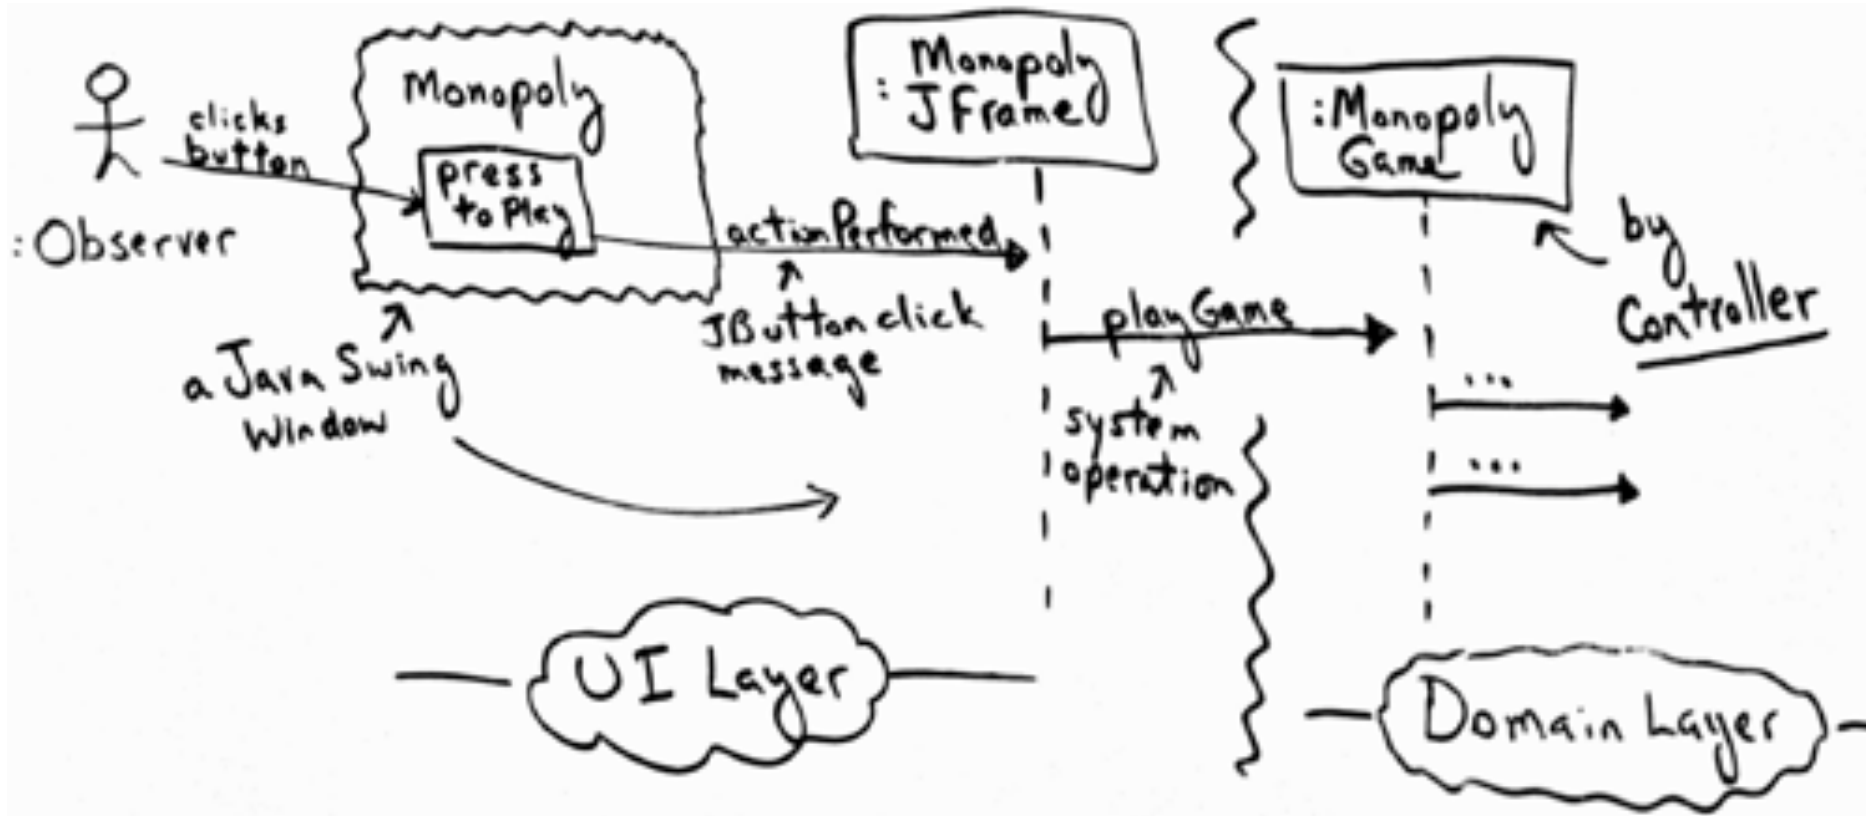 clicks
button
:Observer
Monopoly
press
to Play
actionPerformed
JButton click
message
a Java Swing
Window
Monopoly
: JFrame
playGame
system
operation
:Monopoly
Game
by
Controller
...
...
UI Layer
Domain Layer